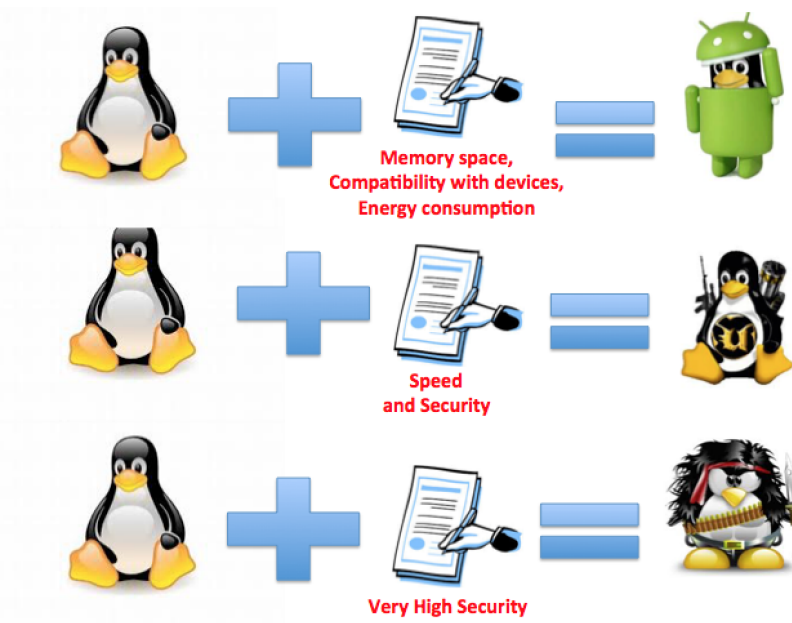 Memory space,
Compatibility with devices,
Energy consumption
Speed
and Security
Very High Security